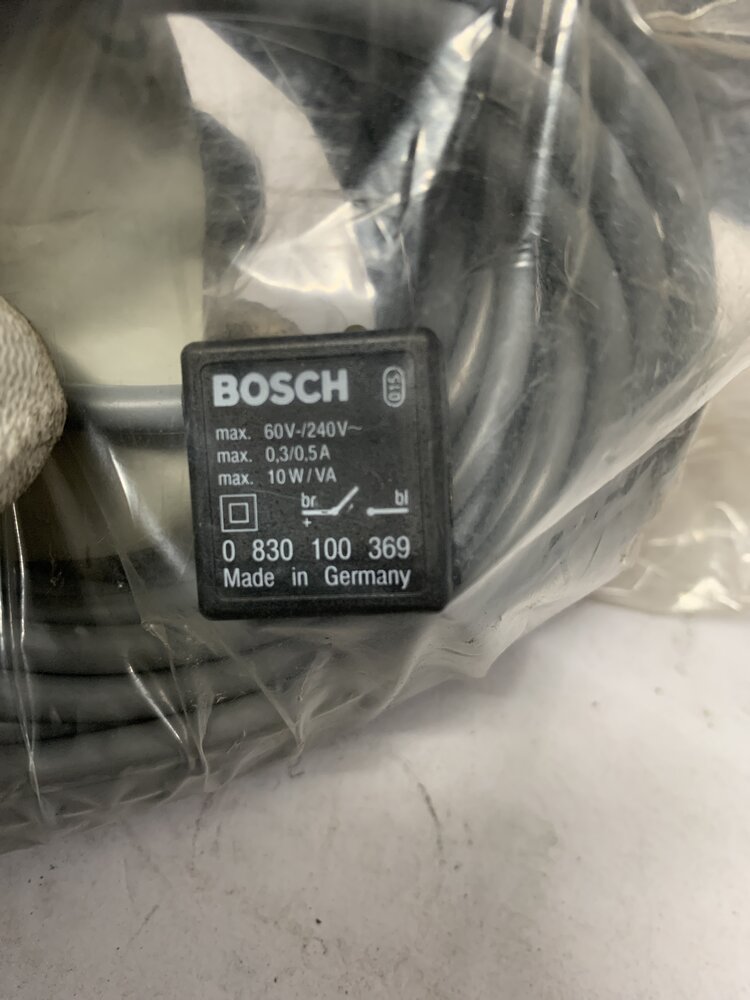 BOSCH 015
max. 60V-/240V~
max. 0,3/0,5A
max. 10W/VA
br bl
+
0 830 100 369
Made in Germany